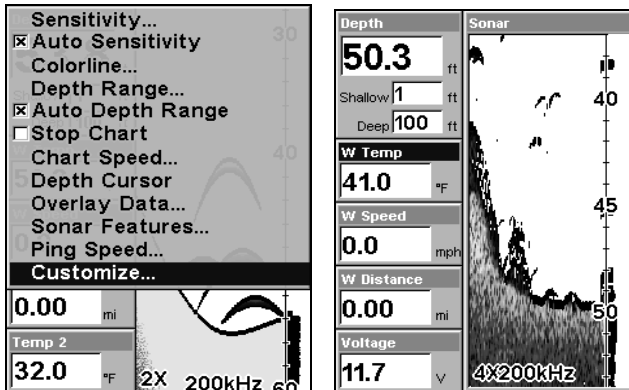 Sensitivity...
Auto Sensitivity
Colorline...
Depth Range...
Auto Depth Range
Stop Chart
Chart Speed...
Depth Cursor
Overlay Data...
Sonar Features...
Ping Speed...
Customize...
30
40
0.00 mi
Temp 2
32.0 °F
2X 200kHz 60
Depth
50.3 ft
Shallow 1 ft
Deep 100 ft
W Temp
41.0 °F
W Speed
0.0 mph
W Distance
0.00 mi
Voltage
11.7 V
Sonar
40
45
50
4X200kHz